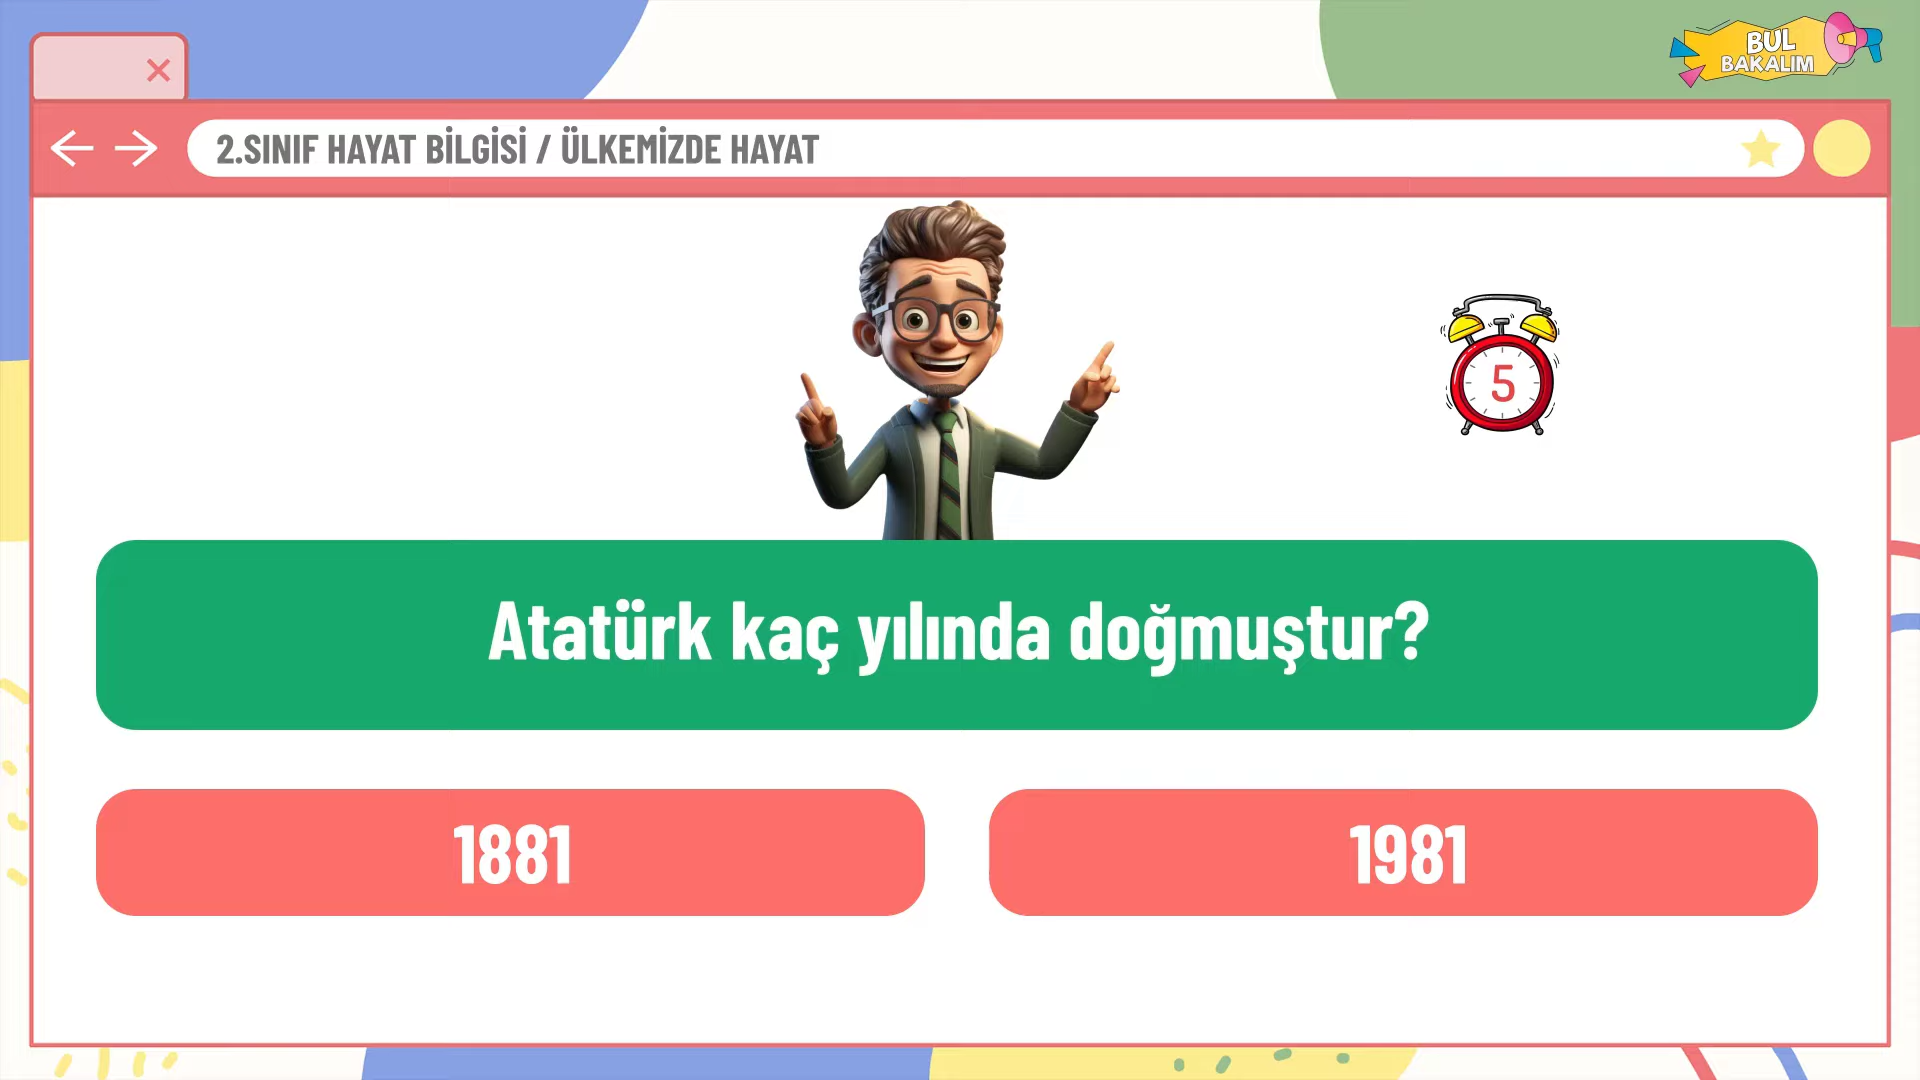 BUL
BAKALIM
2.SINIF HAYAT BİLGİSİ / ÜLKEMİZDE HAYAT
5
Atatürk kaç yılında doğmuştur?
1881
1981